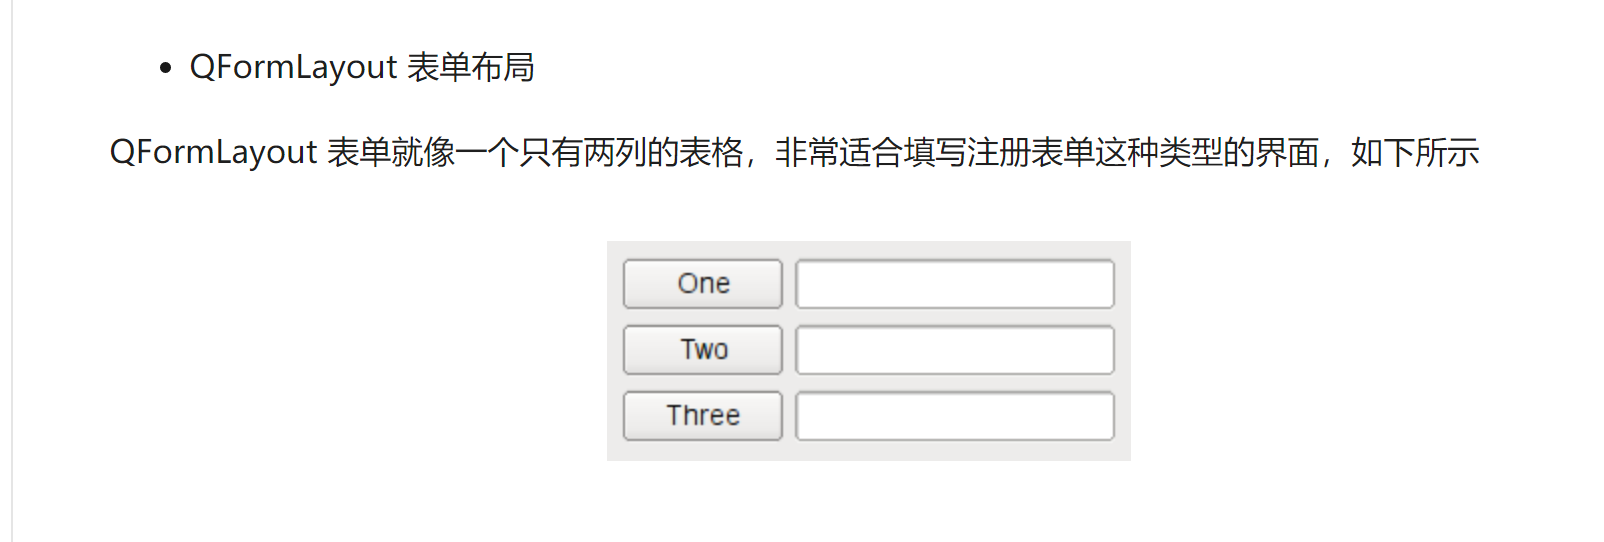 QFormLayout 表单布局
QFormLayout 表单就像一个只有两列的表格，非常适合填写注册表单这种类型的界面，如下所示
One
Two
Three